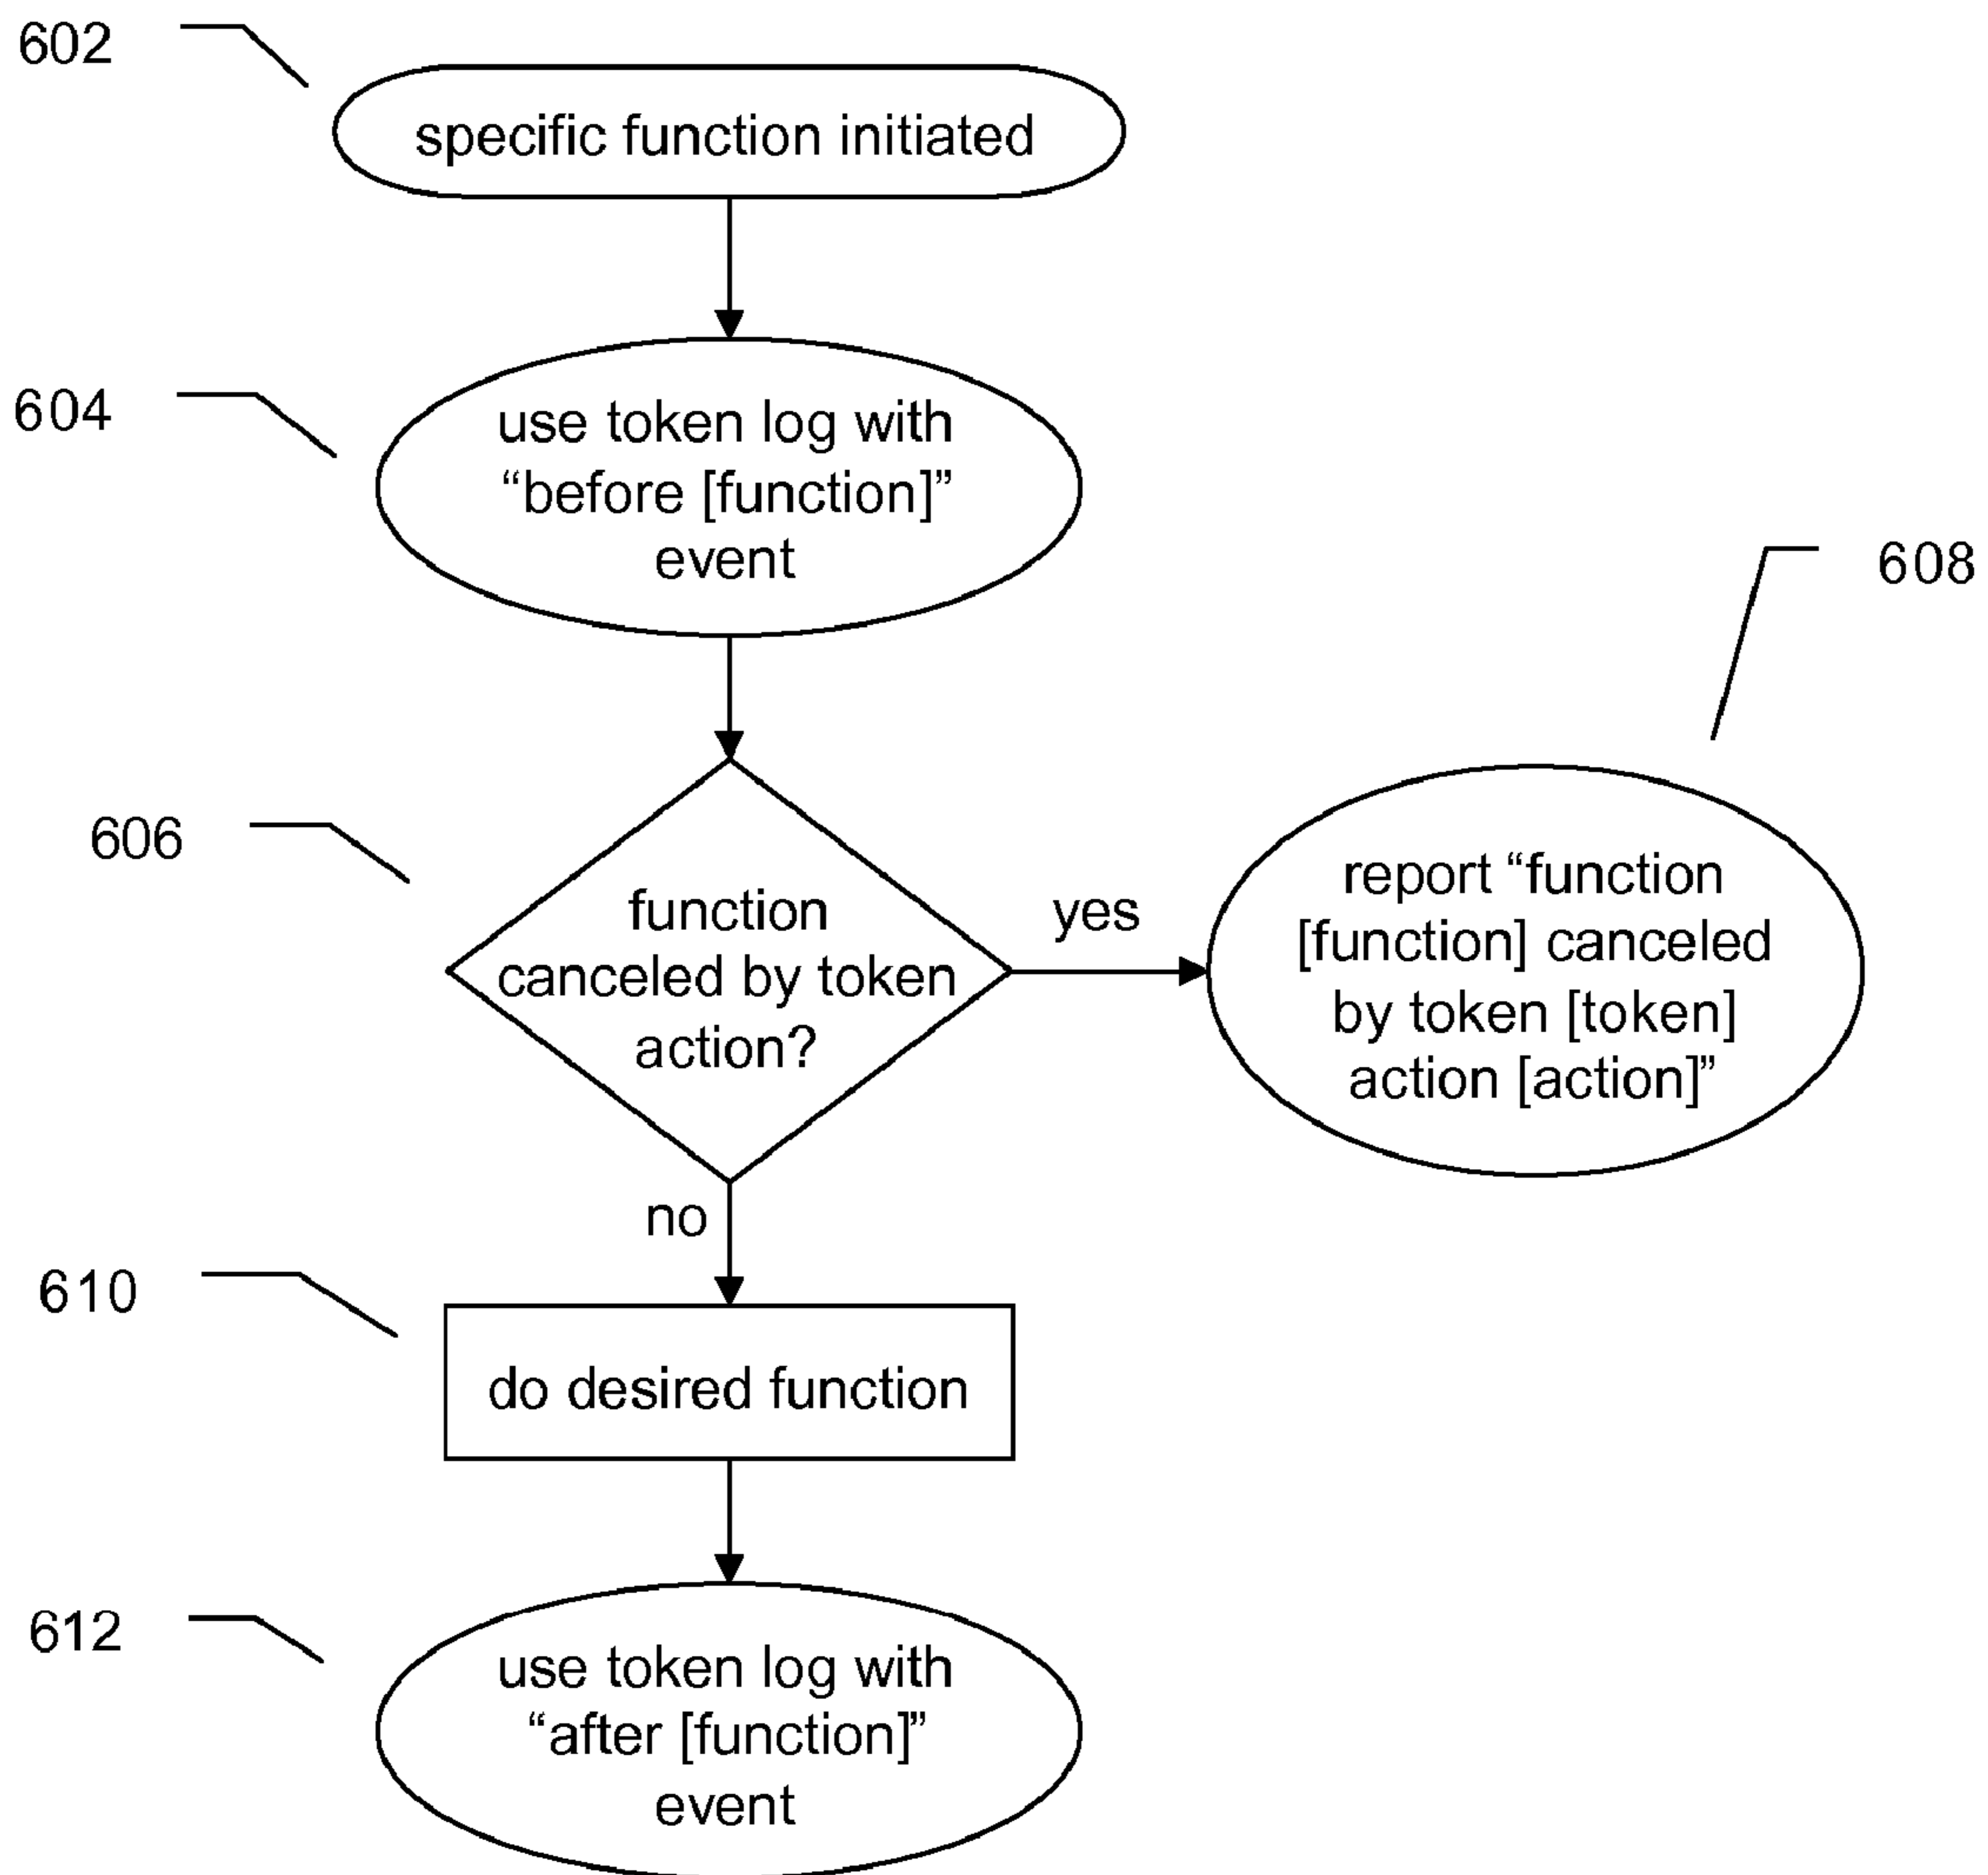 602
specific function initiated
604
use token log with
“before [function]”
event
608
606
function
canceled by token
action?
yes
report “function
[function] canceled
by token [token]
action [action]”
no
610
do desired function
612
use token log with
“after [function]”
event